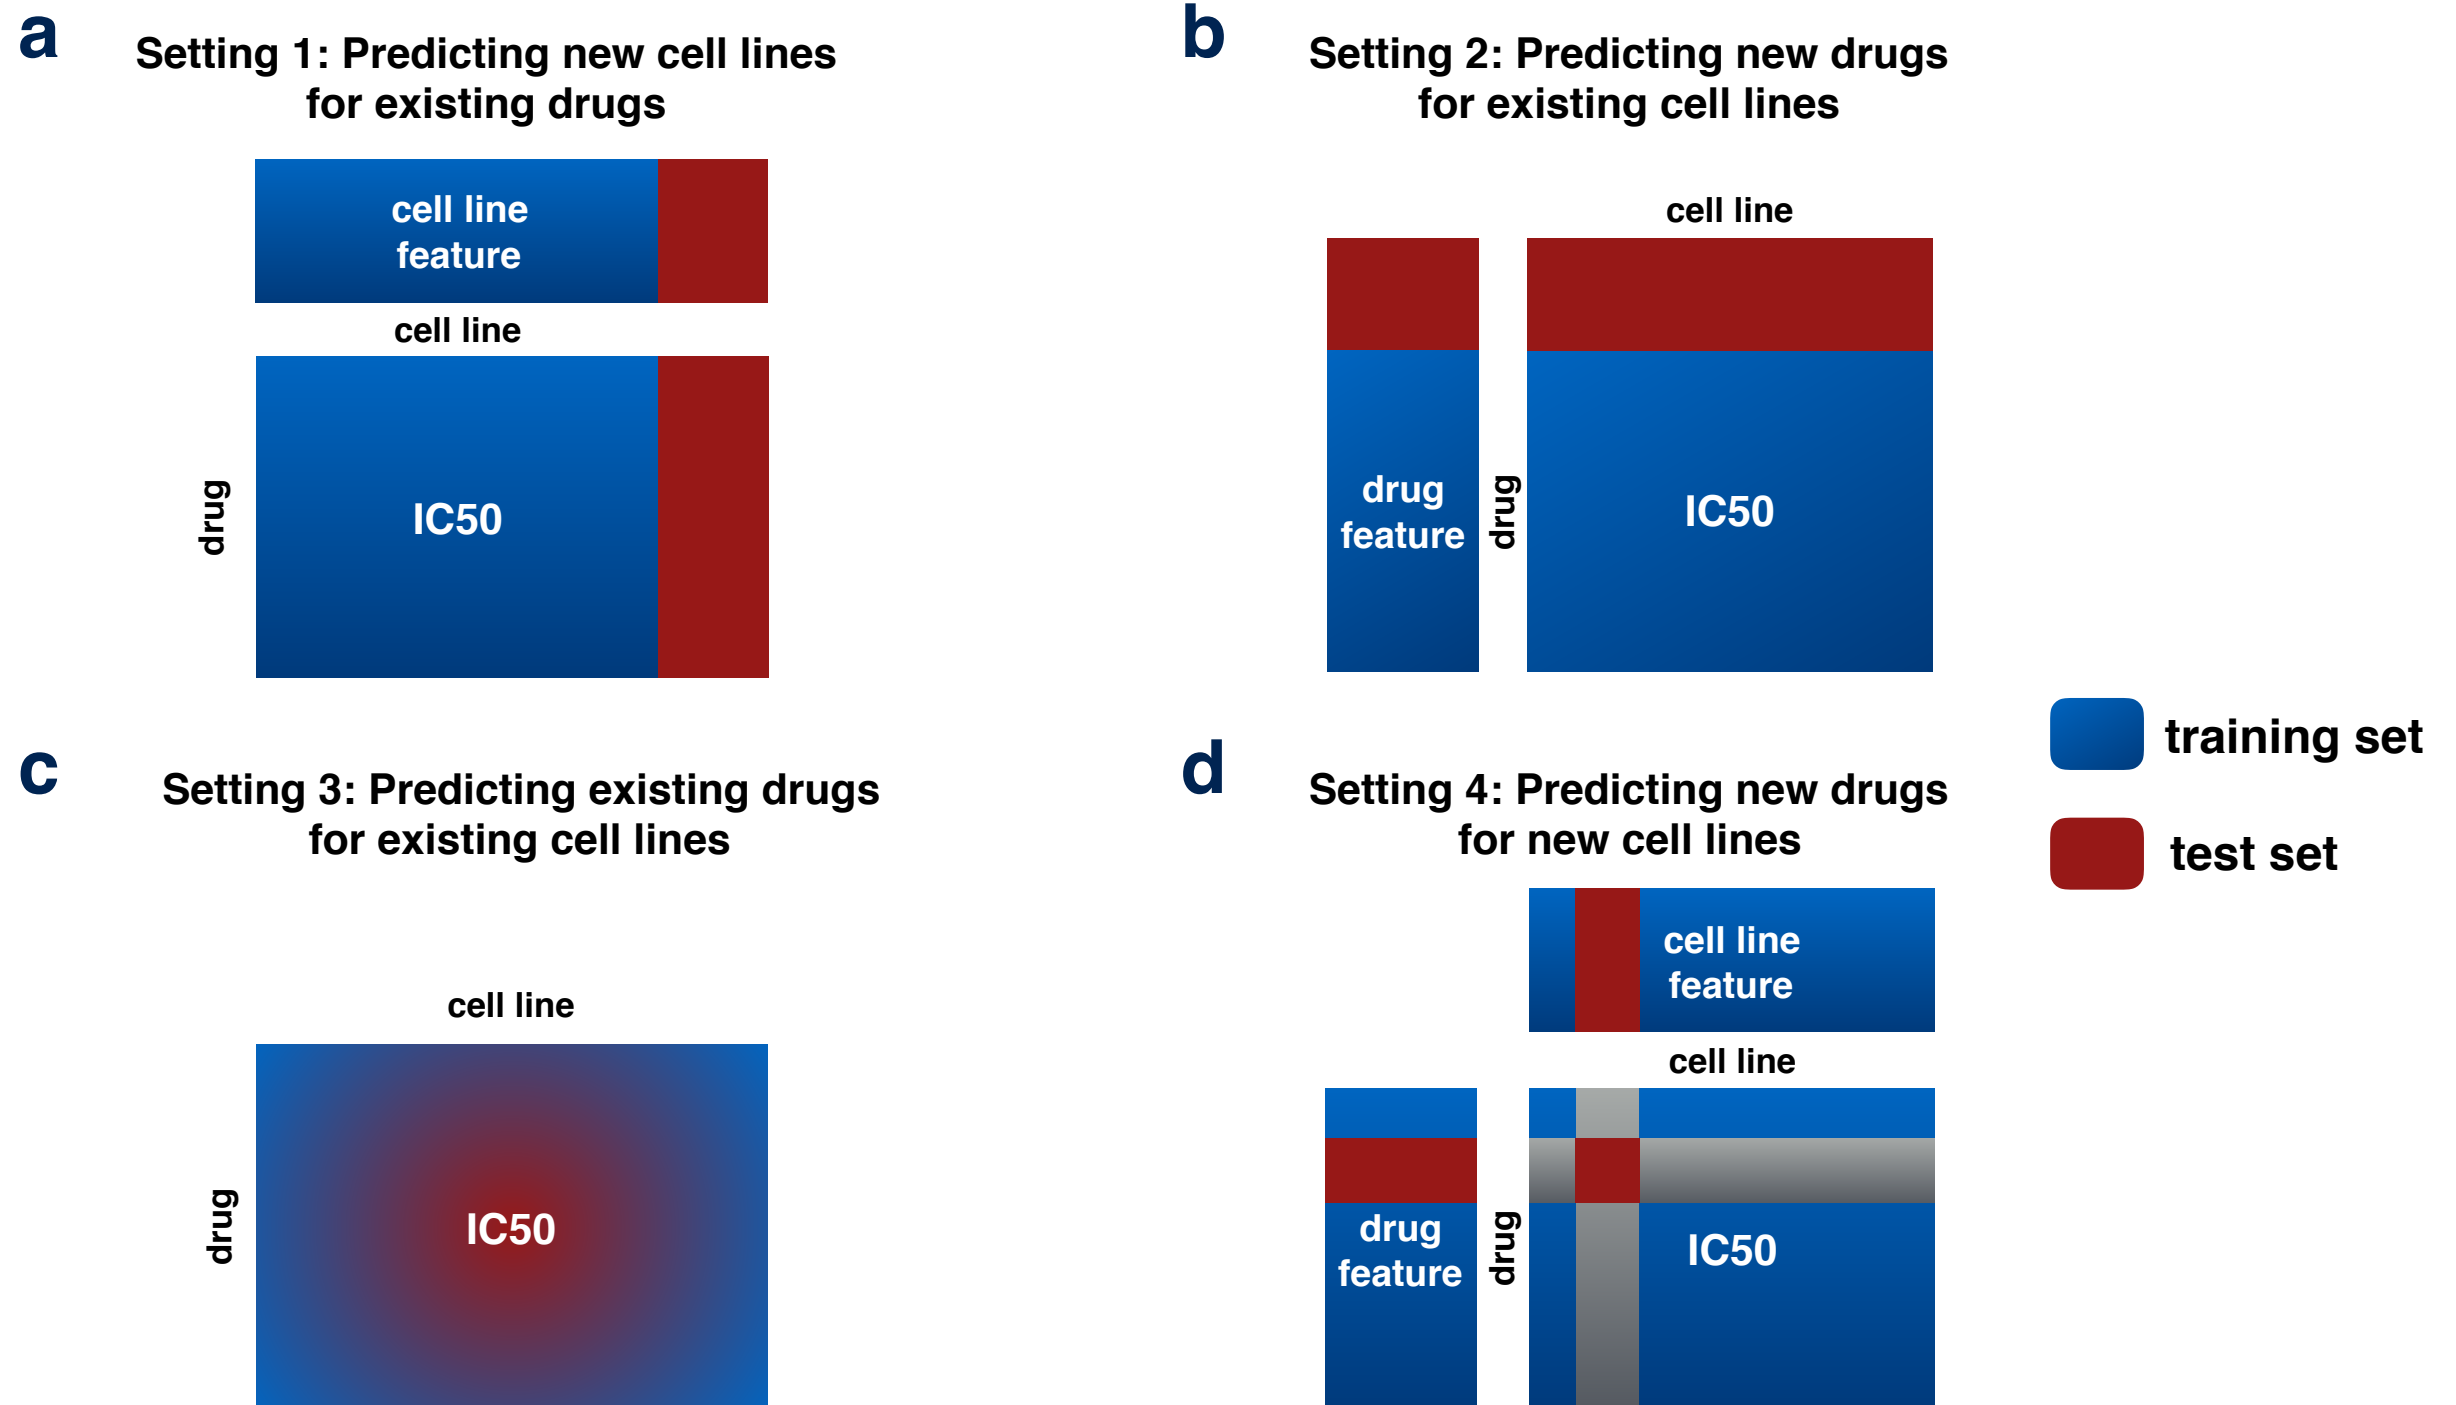 a
Setting 1: Predicting new cell lines
for existing drugs
cell line
feature
cell line
drug
IC50
b
Setting 2: Predicting new drugs
for existing cell lines
cell line
drug
feature
drug
IC50
training set
test set
c
Setting 3: Predicting existing drugs
for existing cell lines
cell line
drug
IC50
d
Setting 4: Predicting new drugs
for new cell lines
cell line
feature
cell line
drug
feature
drug
IC50